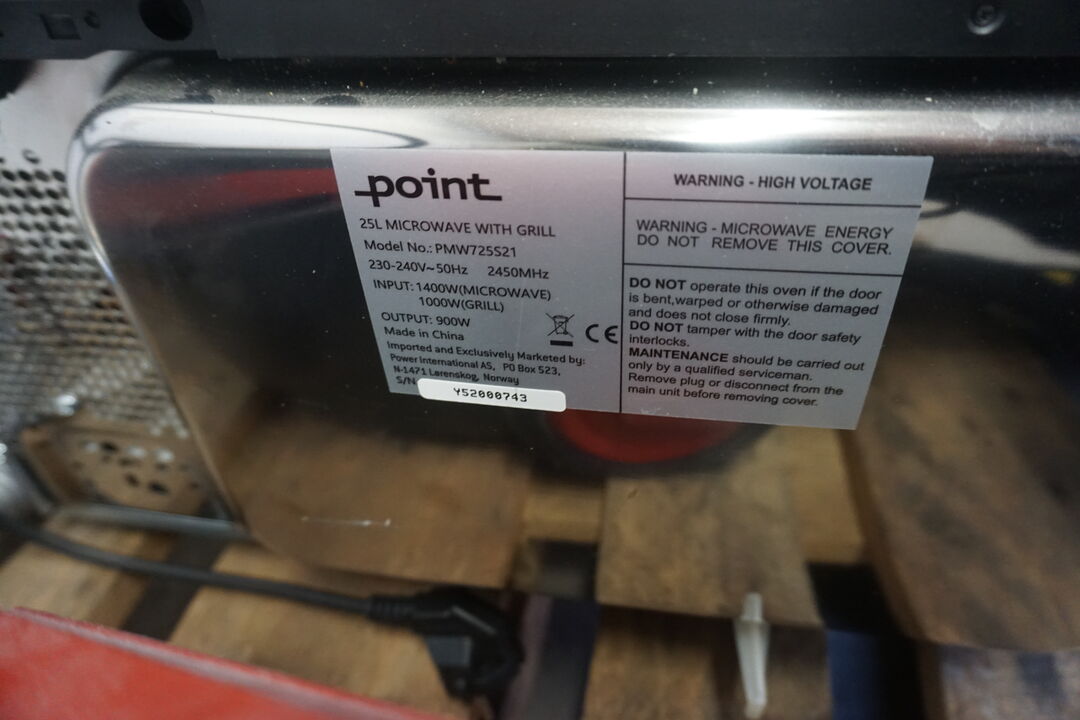 point
25L MICROWAVE WITH GRILL
Model No.: PMW725S21
230-240V~50Hz 2450MHz
INPUT: 1400W(MICROWAVE)
1000W(GRILL)
OUTPUT: 900W
Made in China
CE
Imported and Exclusively Marketed by:
Power International AS, PO Box 523,
N-1471 Lørenskog, Norway
S/N
Y52000743
WARNING - HIGH VOLTAGE
WARNING - MICROWAVE ENERGY
DO NOT REMOVE THIS COVER.
DO NOT operate this oven if the door
is bent,warped or otherwise damaged
and does not close firmly.
DO NOT tamper with the door safety
interlocks.
MAINTENANCE should be carried out
only by a qualified serviceman.
Remove plug or disconnect from the
main unit before removing cover.